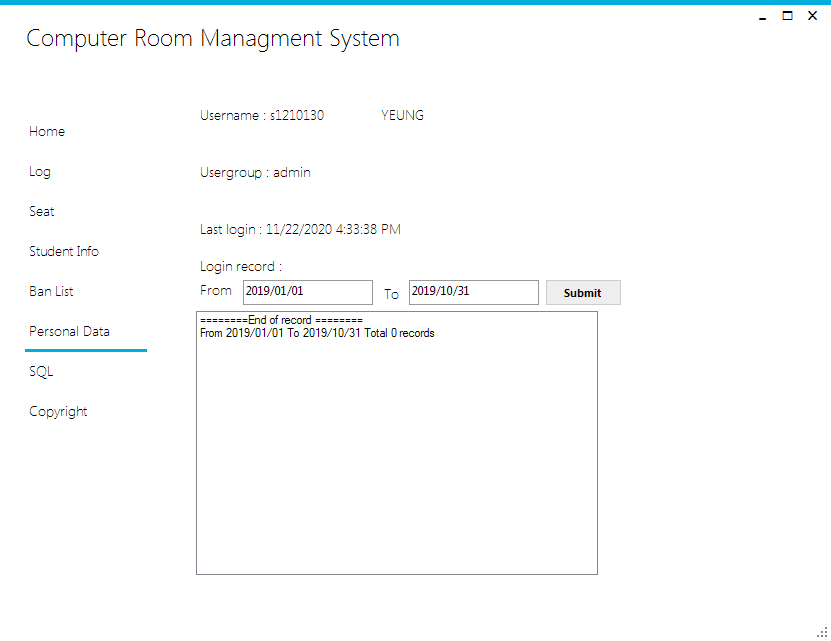 Computer Room Managment System
Username : s1210130 YEUNG
Home
Log
Usergroup : admin
Seat
Last login : 11/22/2020 4:33:38 PM
Student Info
Login record :
Ban List
From 2019/01/01 To 2019/10/31 Submit
========End of record ========
From 2019/01/01 To 2019/10/31 Total 0 records
Personal Data
SQL
Copyright